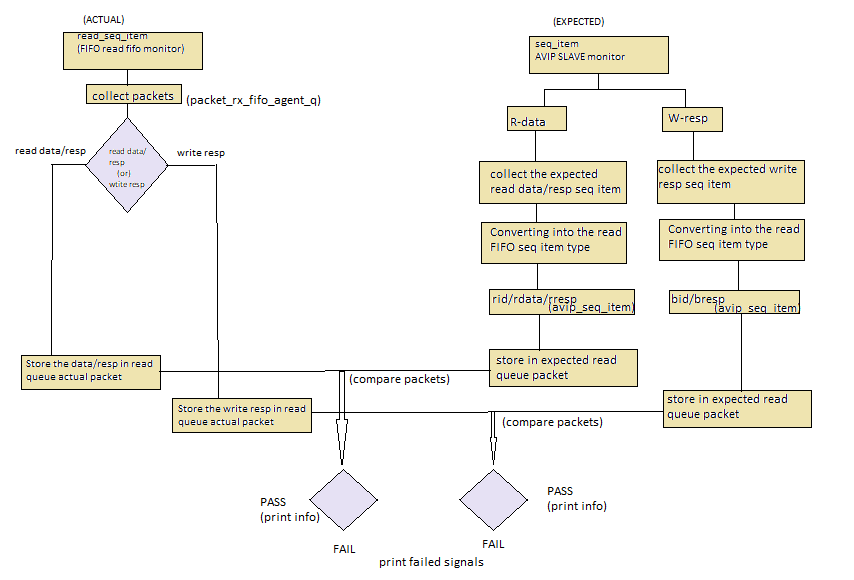 (ACTUAL)
read_seq_item
(FIFO read fifo monitor)
collect packets
(packet_rx_fifo_agent_q)
read data/resp
write resp
read data/
resp
(or)
wtite resp
Store the data/resp in read
queue actual packet
Store the write resp in read
queue actual packet
(EXPECTED)
seq_item
AVIP SLAVE monitor
R-data
W-resp
collect the expected
read data/resp seq item
collect the expected write
resp seq item
Converting into the read
FIFO seq item type
Converting into the read
FIFO seq item type
rid/rdata/rresp
(avip_seq_item)
bid/bresp
(avip_seq_item)
store in expected read
queue packet
store in expected read
queue packet
(compare packets)
(compare packets)
PASS
(print info)
PASS
(print info)
FAIL
FAIL
print failed signals